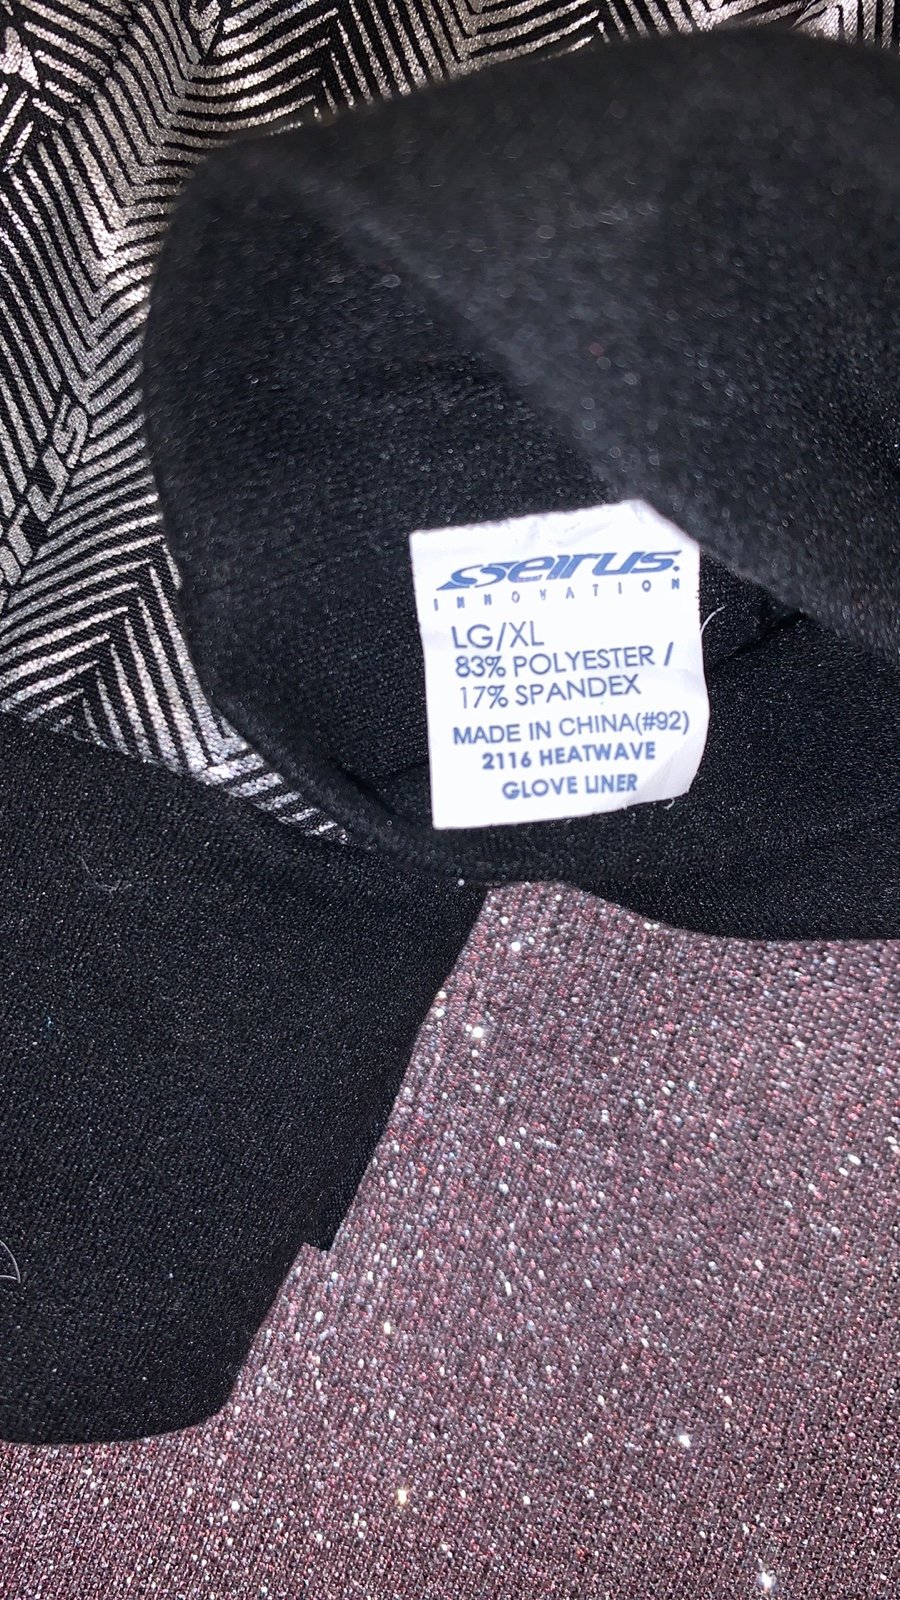 seirus.
INNOVATION
LG/XL
83% POLYESTER /
17% SPANDEX
MADE IN CHINA(#92)
2116 HEATWAVE
GLOVE LINER